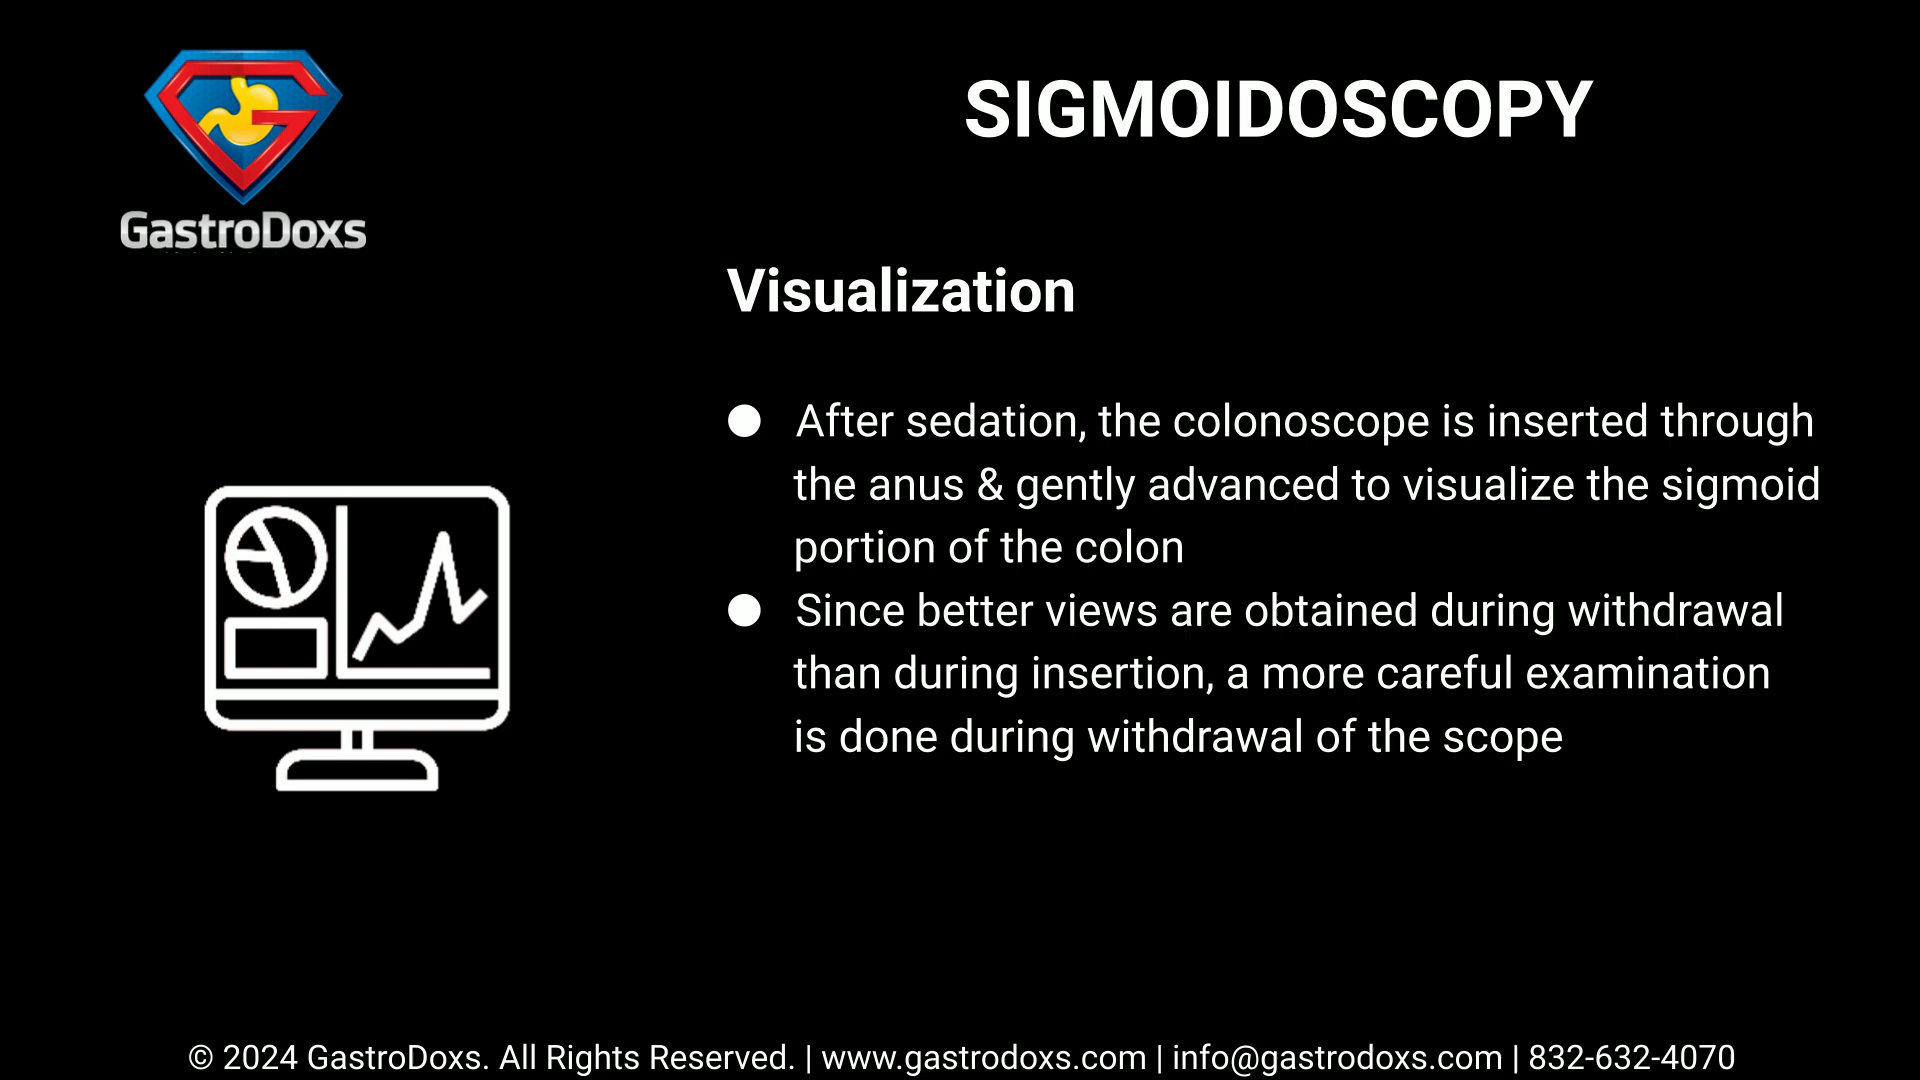 GastroDoxs
SIGMOIDOSCOPY
Visualization
● After sedation, the colonoscope is inserted through
the anus & gently advanced to visualize the sigmoid
portion of the colon
● Since better views are obtained during withdrawal
than during insertion, a more careful examination
is done during withdrawal of the scope
© 2024 GastroDoxs. All Rights Reserved. | www.gastrodoxs.com | info@gastrodoxs.com | 832-632-4070